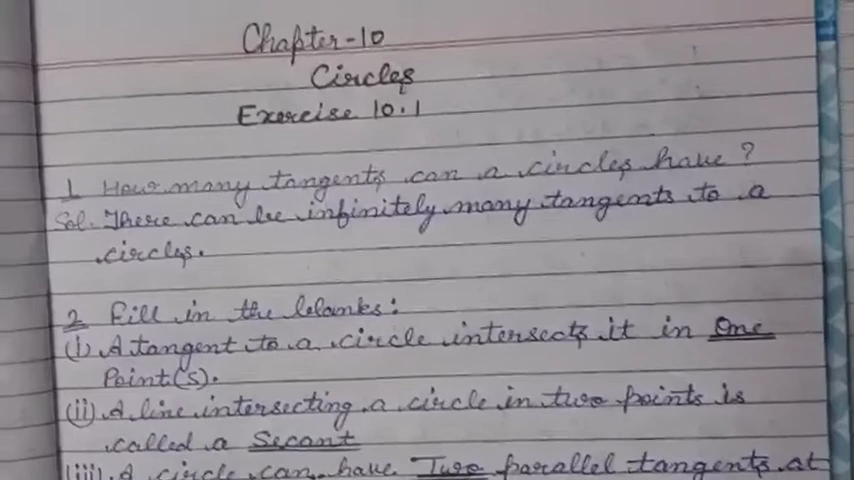 Chapter-10
Circles
Exercise 10.1
1 How many tangents can a circles have?
Sol. There can be infinitely many tangents to a
circles.
2 Fill in the blanks:
(i) A tangent to a circle intersects it in One
Point(s).
(ii) A line intersecting a circle in two points is
called a Secant
(iii) A circle can have Two parallel tangents at